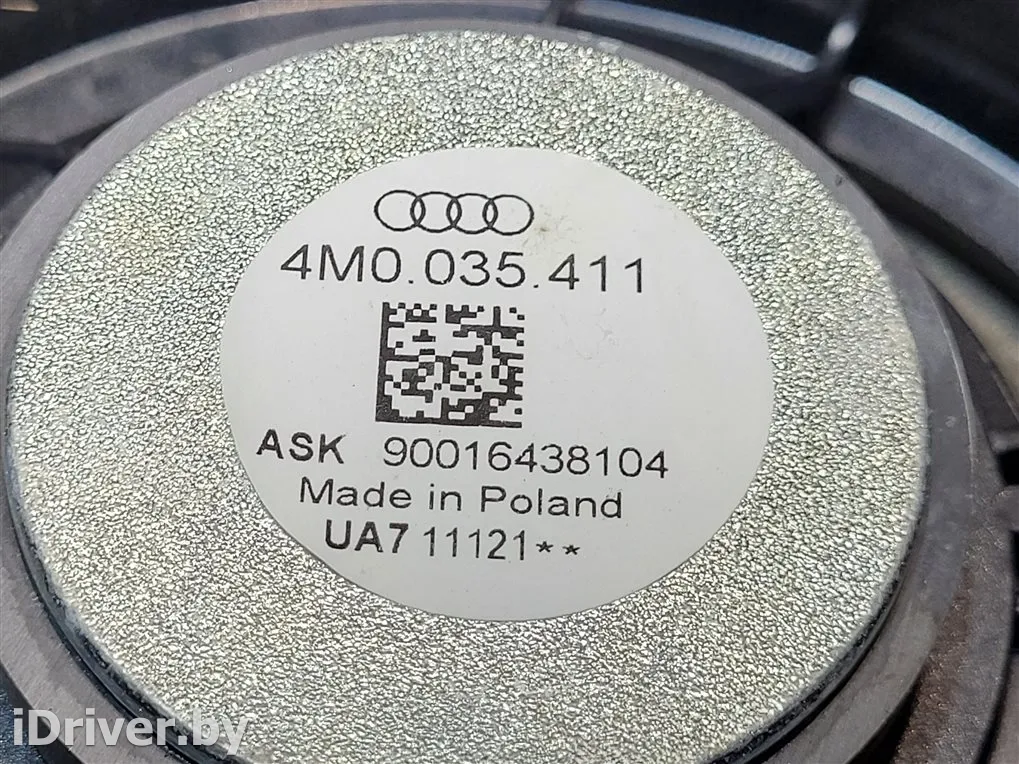 4M0.035.411
ASK 90016438104
Made in Poland
UA7 11121**
iDriver.by